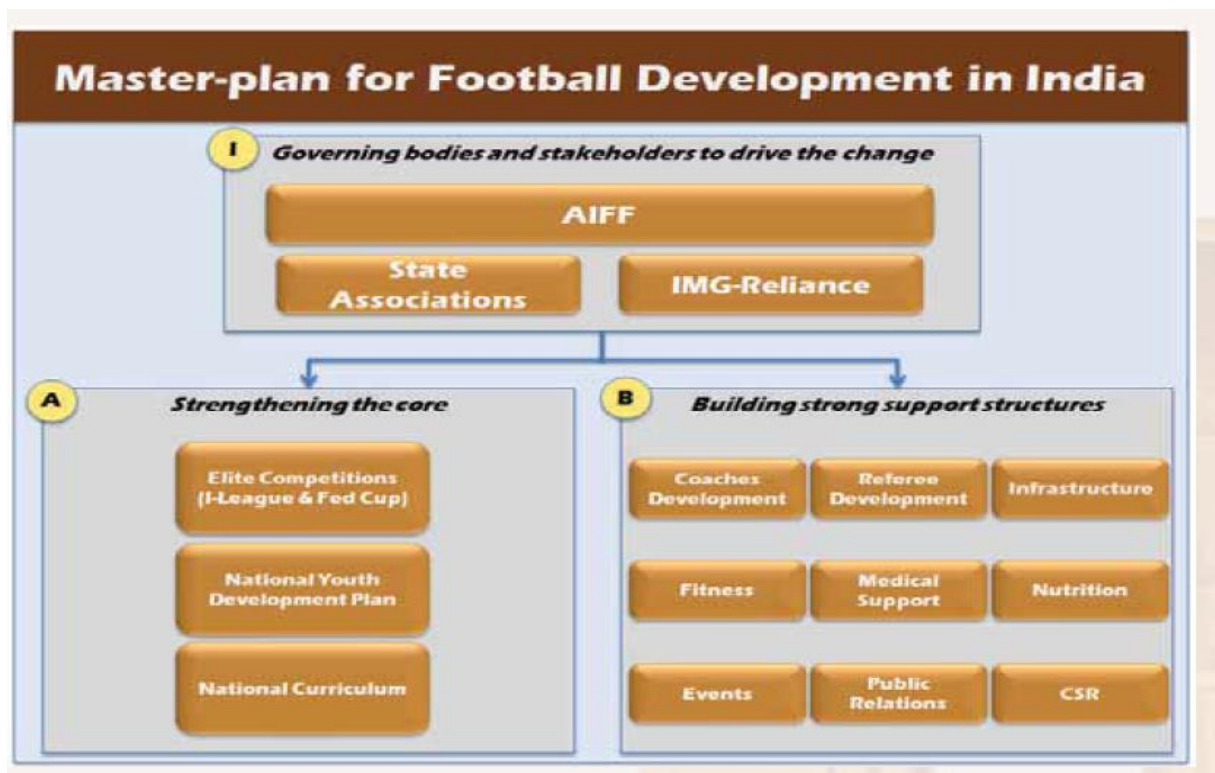 Master-plan for Football Development in India
I
Governing bodies and stakeholders to drive the change
AIFF
State
Associations
IMG-Reliance
A
Strengthening the core
Elite Competitions
(I-League & Fed Cup)
National Youth
Development Plan
National Curriculum
B
Building strong support structures
Coaches
Development
Referee
Development
Infrastructure
Fitness
Medical
Support
Nutrition
Events
Public
Relations
CSR